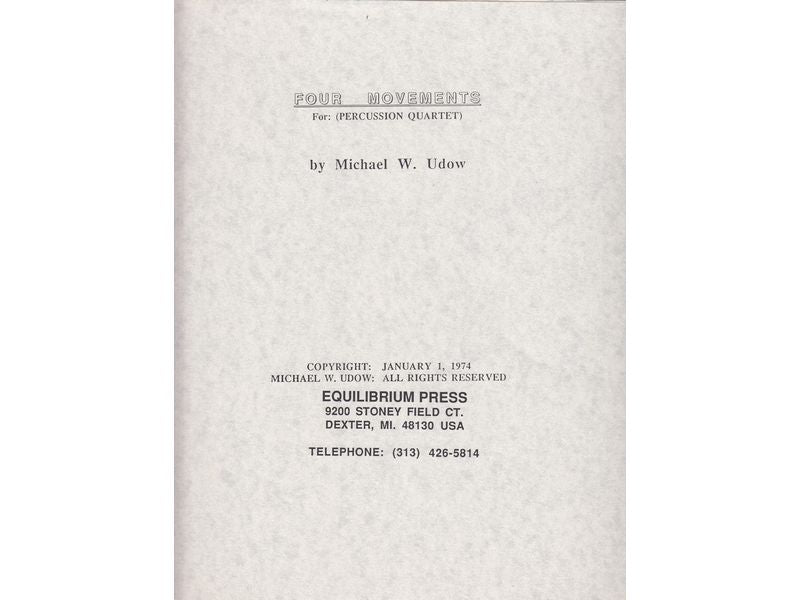 FOUR MOVEMENTS
For: (PERCUSSION QUARTET)
by Michael W. Udow
COPYRIGHT: JANUARY 1, 1974
MICHAEL W. UDOW: ALL RIGHTS RESERVED
EQUILIBRIUM PRESS
9200 STONEY FIELD CT.
DEXTER, MI. 48130 USA
TELEPHONE: (313) 426-5814